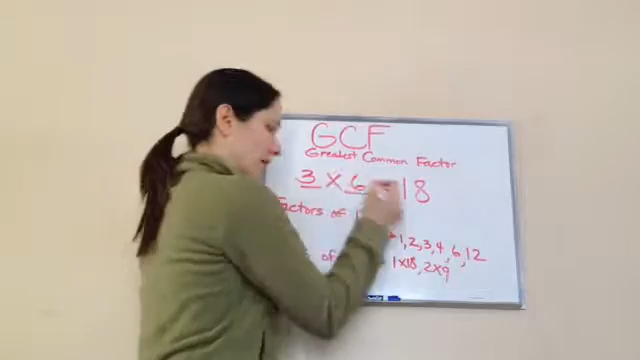 GCF
Greatest Common Factor
3 X 6 = 18
Factors of
1, 2, 3, 4, 6, 12
of 1X18, 2X9